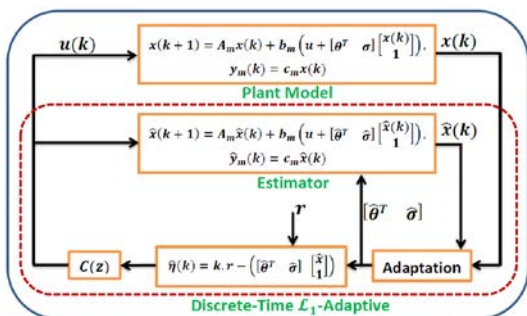 u(k)
x(k + 1) = A_m x(k) + b_m (u + [θ̂^T σ̂] [x(k) 1]),
y_m(k) = c_m x(k)
x(k)
Plant Model
x̂(k + 1) = A_m x̂(k) + b_m (u + [θ̂^T σ̂] [x̂(k) 1]),
ŷ_m(k) = c_m x̂(k)
x̂(k)
Estimator
r
[θ̂^T σ̂]
C(z)
η̂(k) = k.r − ([θ̂^T σ̂] [x̂ 1])
Adaptation
Discrete-Time ℒ₁-Adaptive